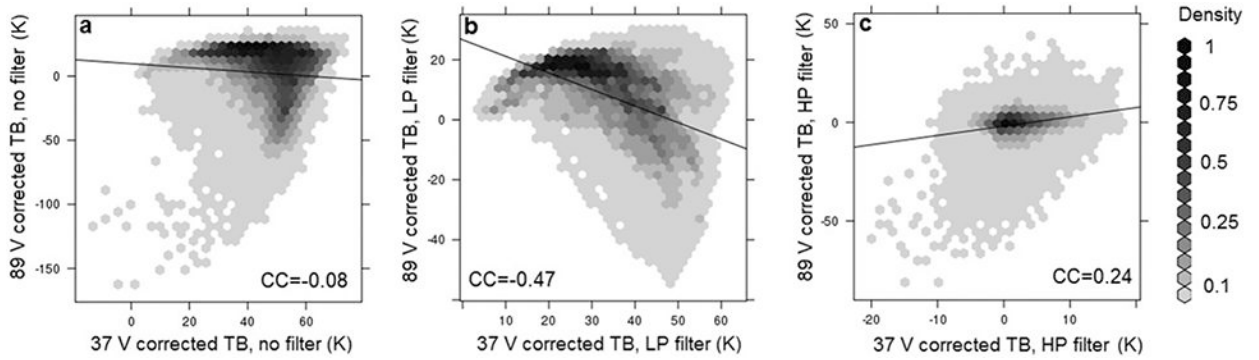 a
89 V corrected TB, no filter (K)
0
-50
-100
-150
CC=-0.08
0 20 40 60
37 V corrected TB, no filter (K)
b
89 V corrected TB, LP filter (K)
20
0
-20
-40
CC=-0.47
10 20 30 40 50 60
37 V corrected TB, LP filter (K)
c
89 V corrected TB, HP filter (K)
50
0
-50
CC=0.24
-20 -10 0 10
37 V corrected TB, HP filter (K)
Density
1
0.75
0.5
0.25
0.1